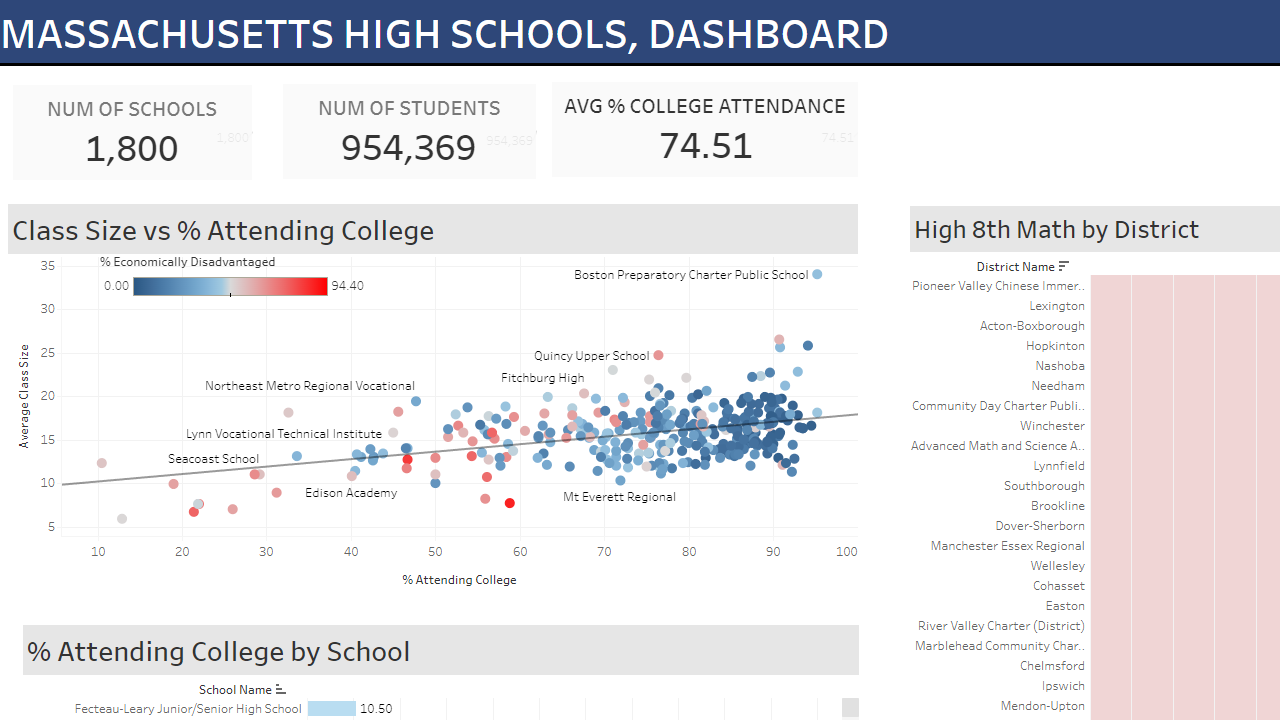 MASSACHUSETTS HIGH SCHOOLS, DASHBOARD
NUM OF SCHOOLS
1,800
1,800
NUM OF STUDENTS
954,369
954,369
AVG % COLLEGE ATTENDANCE
74.51
74.51
Class Size vs % Attending College
% Economically Disadvantaged
0.00
94.40
Average Class Size
35
30
25
20
15
10
5
Boston Preparatory Charter Public School
Quincy Upper School
Fitchburg High
Northeast Metro Regional Vocational
Lynn Vocational Technical Institute
Seacoast School
Edison Academy
Mt Everett Regional
10 20 30 40 50 60 70 80 90 100
% Attending College
% Attending College by School
School Name
Fecteau-Leary Junior/Senior High School 10.50
High 8th Math by District
District Name
Pioneer Valley Chinese Immer..
Lexington
Acton-Boxborough
Hopkinton
Nashoba
Needham
Community Day Charter Publi..
Winchester
Advanced Math and Science A..
Lynnfield
Southborough
Brookline
Dover-Sherborn
Manchester Essex Regional
Wellesley
Cohasset
Easton
River Valley Charter (District)
Marblehead Community Char..
Chelmsford
Ipswich
Mendon-Upton